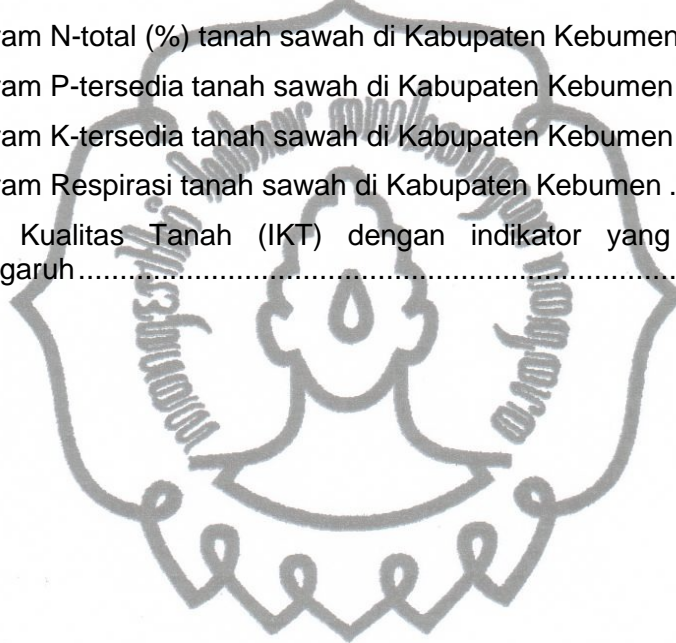 ram N-total (%) tanah sawah di Kabupaten Kebumen
ram P-tersedia tanah sawah di Kabupaten Kebumen
ram K-tersedia tanah sawah di Kabupaten Kebumen
ram Respirasi tanah sawah di Kabupaten Kebumen .
Kualitas Tanah (IKT) dengan indikator yang
garuh........................................................................